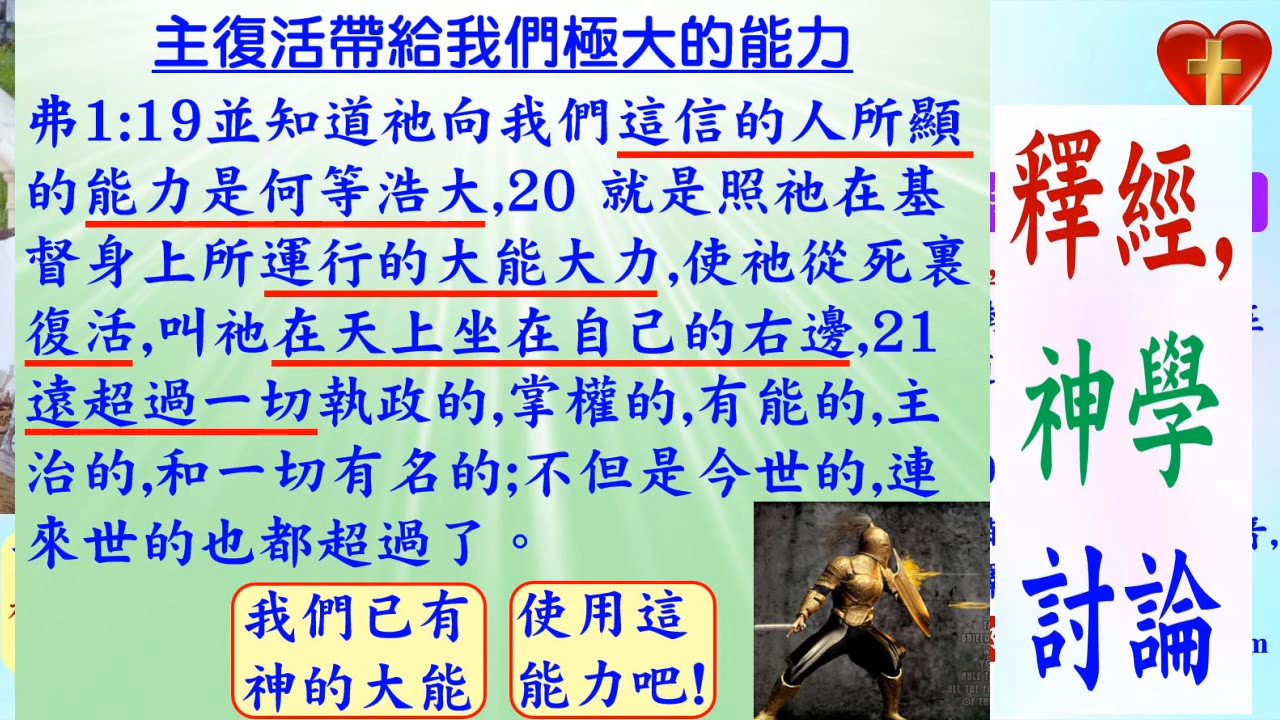 主復活帶給我們極大的能力
弗1:19並知道祂向我們這信的人所顯
的能力是何等浩大,20 就是照祂在基
督身上所運行的大能大力,使祂從死裏
復活,叫祂在天上坐在自己的右邊,21
遠超過一切執政的,掌權的,有能的,主
治的,和一切有名的;不但是今世的,連
來世的也都超過了。
我們已有
神的大能
使用這
能力吧!
釋經,
神學
討論